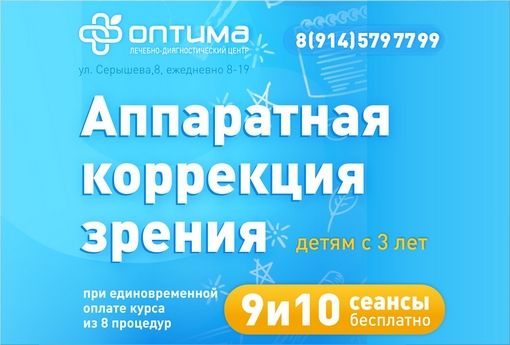 ОПТИМА
ЛЕЧЕБНО-ДИАГНОСТИЧЕСКИЙ ЦЕНТР
8(914)5797799
ул. Серышева,8, ежедневно 8-19
Аппаратная
коррекция
зрения
детям с 3 лет
при единовременной
оплате курса
из 8 процедур
9и10 сеансы
бесплатно